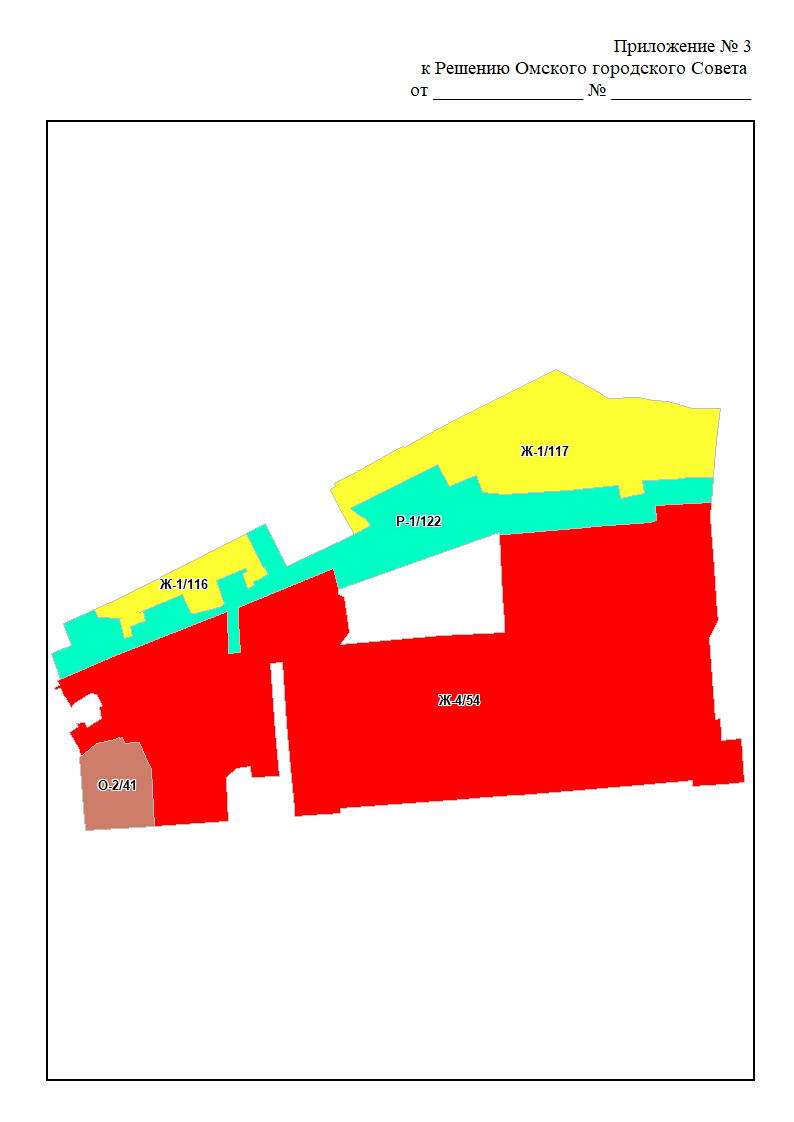 Приложение № 3
к Решению Омского городского Совета
от _________________ № ________________
Ж-1/117
Р-1/122
Ж-1/116
Ж-4/54
О-2/41